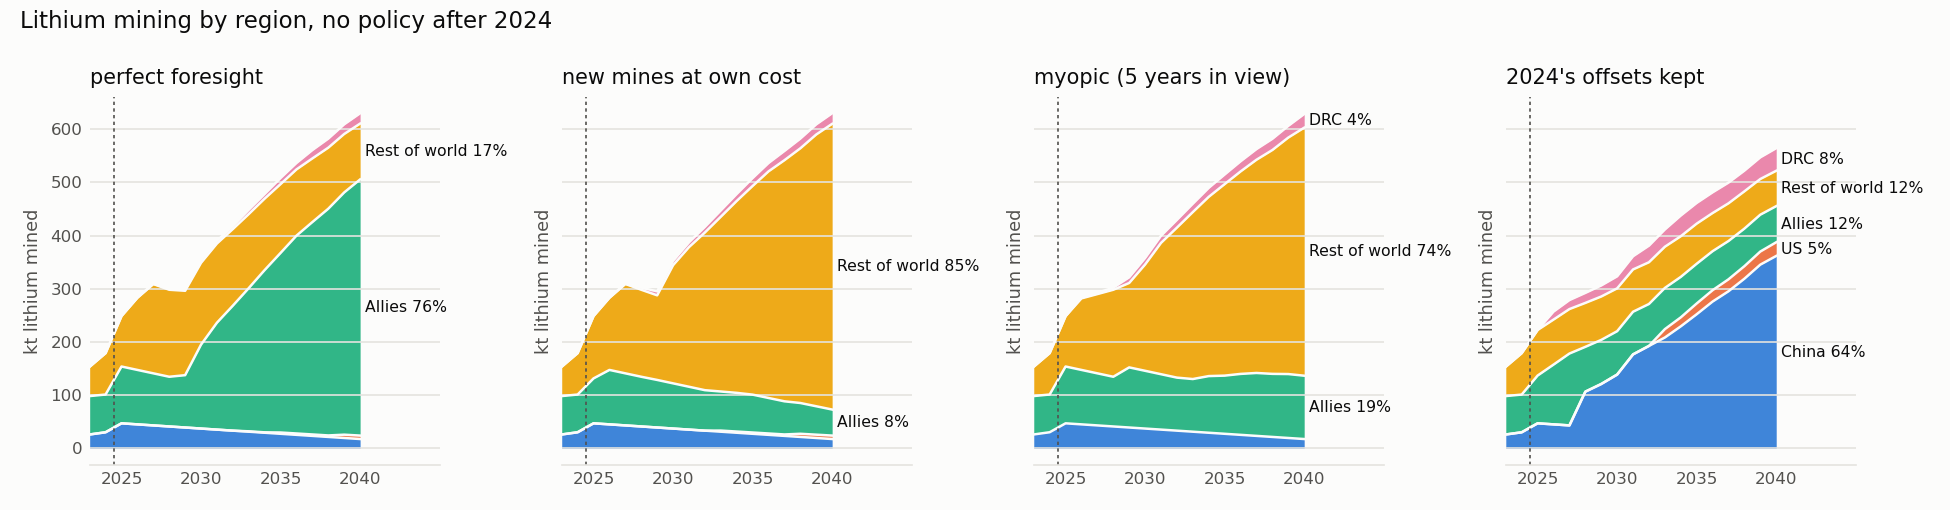 Lithium mining by region, no policy after 2024
perfect foresight
kt lithium mined
600
500
400
300
200
100
0
2025 2030 2035 2040
Rest of world 17%
Allies 76%
new mines at own cost
kt lithium mined
2025 2030 2035 2040
Rest of world 85%
Allies 8%
myopic (5 years in view)
kt lithium mined
2025 2030 2035 2040
DRC 4%
Rest of world 74%
Allies 19%
2024's offsets kept
kt lithium mined
2025 2030 2035 2040
DRC 8%
Rest of world 12%
Allies 12%
US 5%
China 64%